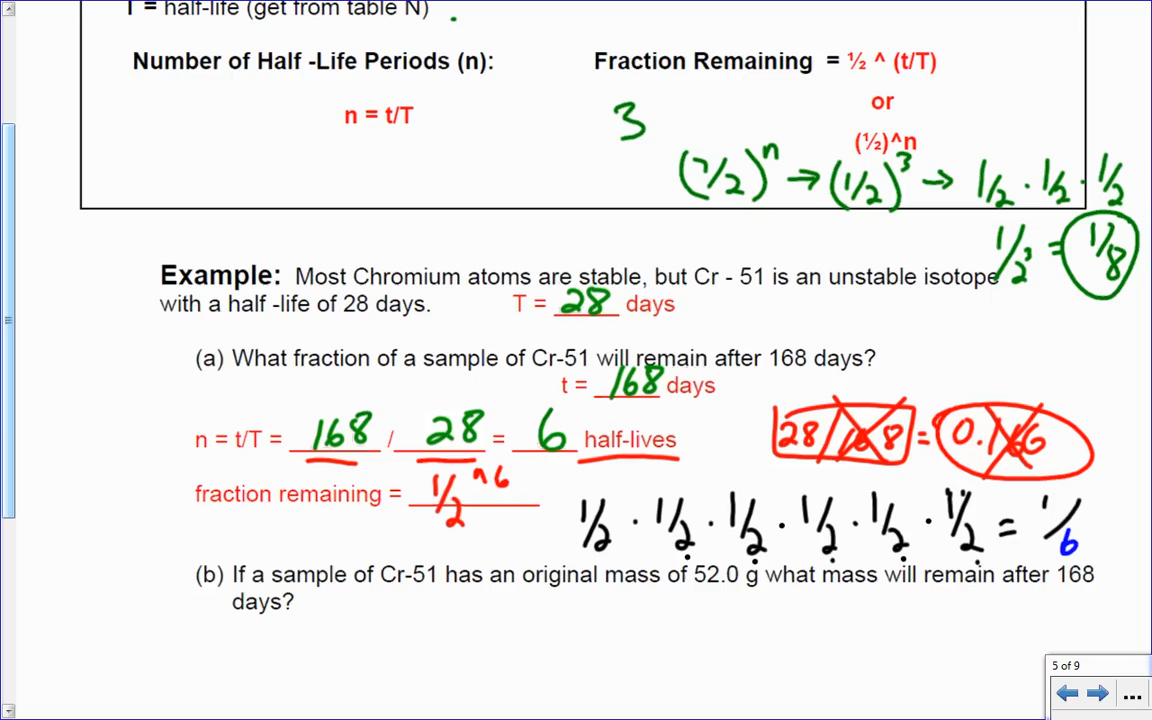 T = half-life (get from table N)
Number of Half -Life Periods (n):
n = t/T
Fraction Remaining = ½ ^ (t/T)
or
(½)^n
3
(1/2)^n → (1/2)^3 → 1/2 · 1/2 · 1/2
1/2^3 = 1/8
Example: Most Chromium atoms are stable, but Cr - 51 is an unstable isotope
with a half -life of 28 days. T = 28 days
(a) What fraction of a sample of Cr-51 will remain after 168 days?
t = 168 days
n = t/T = 168 / 28 = 6 half-lives
28/168 = 0.166
fraction remaining = 1/2 ^6
1/2 · 1/2 · 1/2 · 1/2 · 1/2 · 1/2 = 1/6
(b) If a sample of Cr-51 has an original mass of 52.0 g what mass will remain after 168
days?
5 of 9